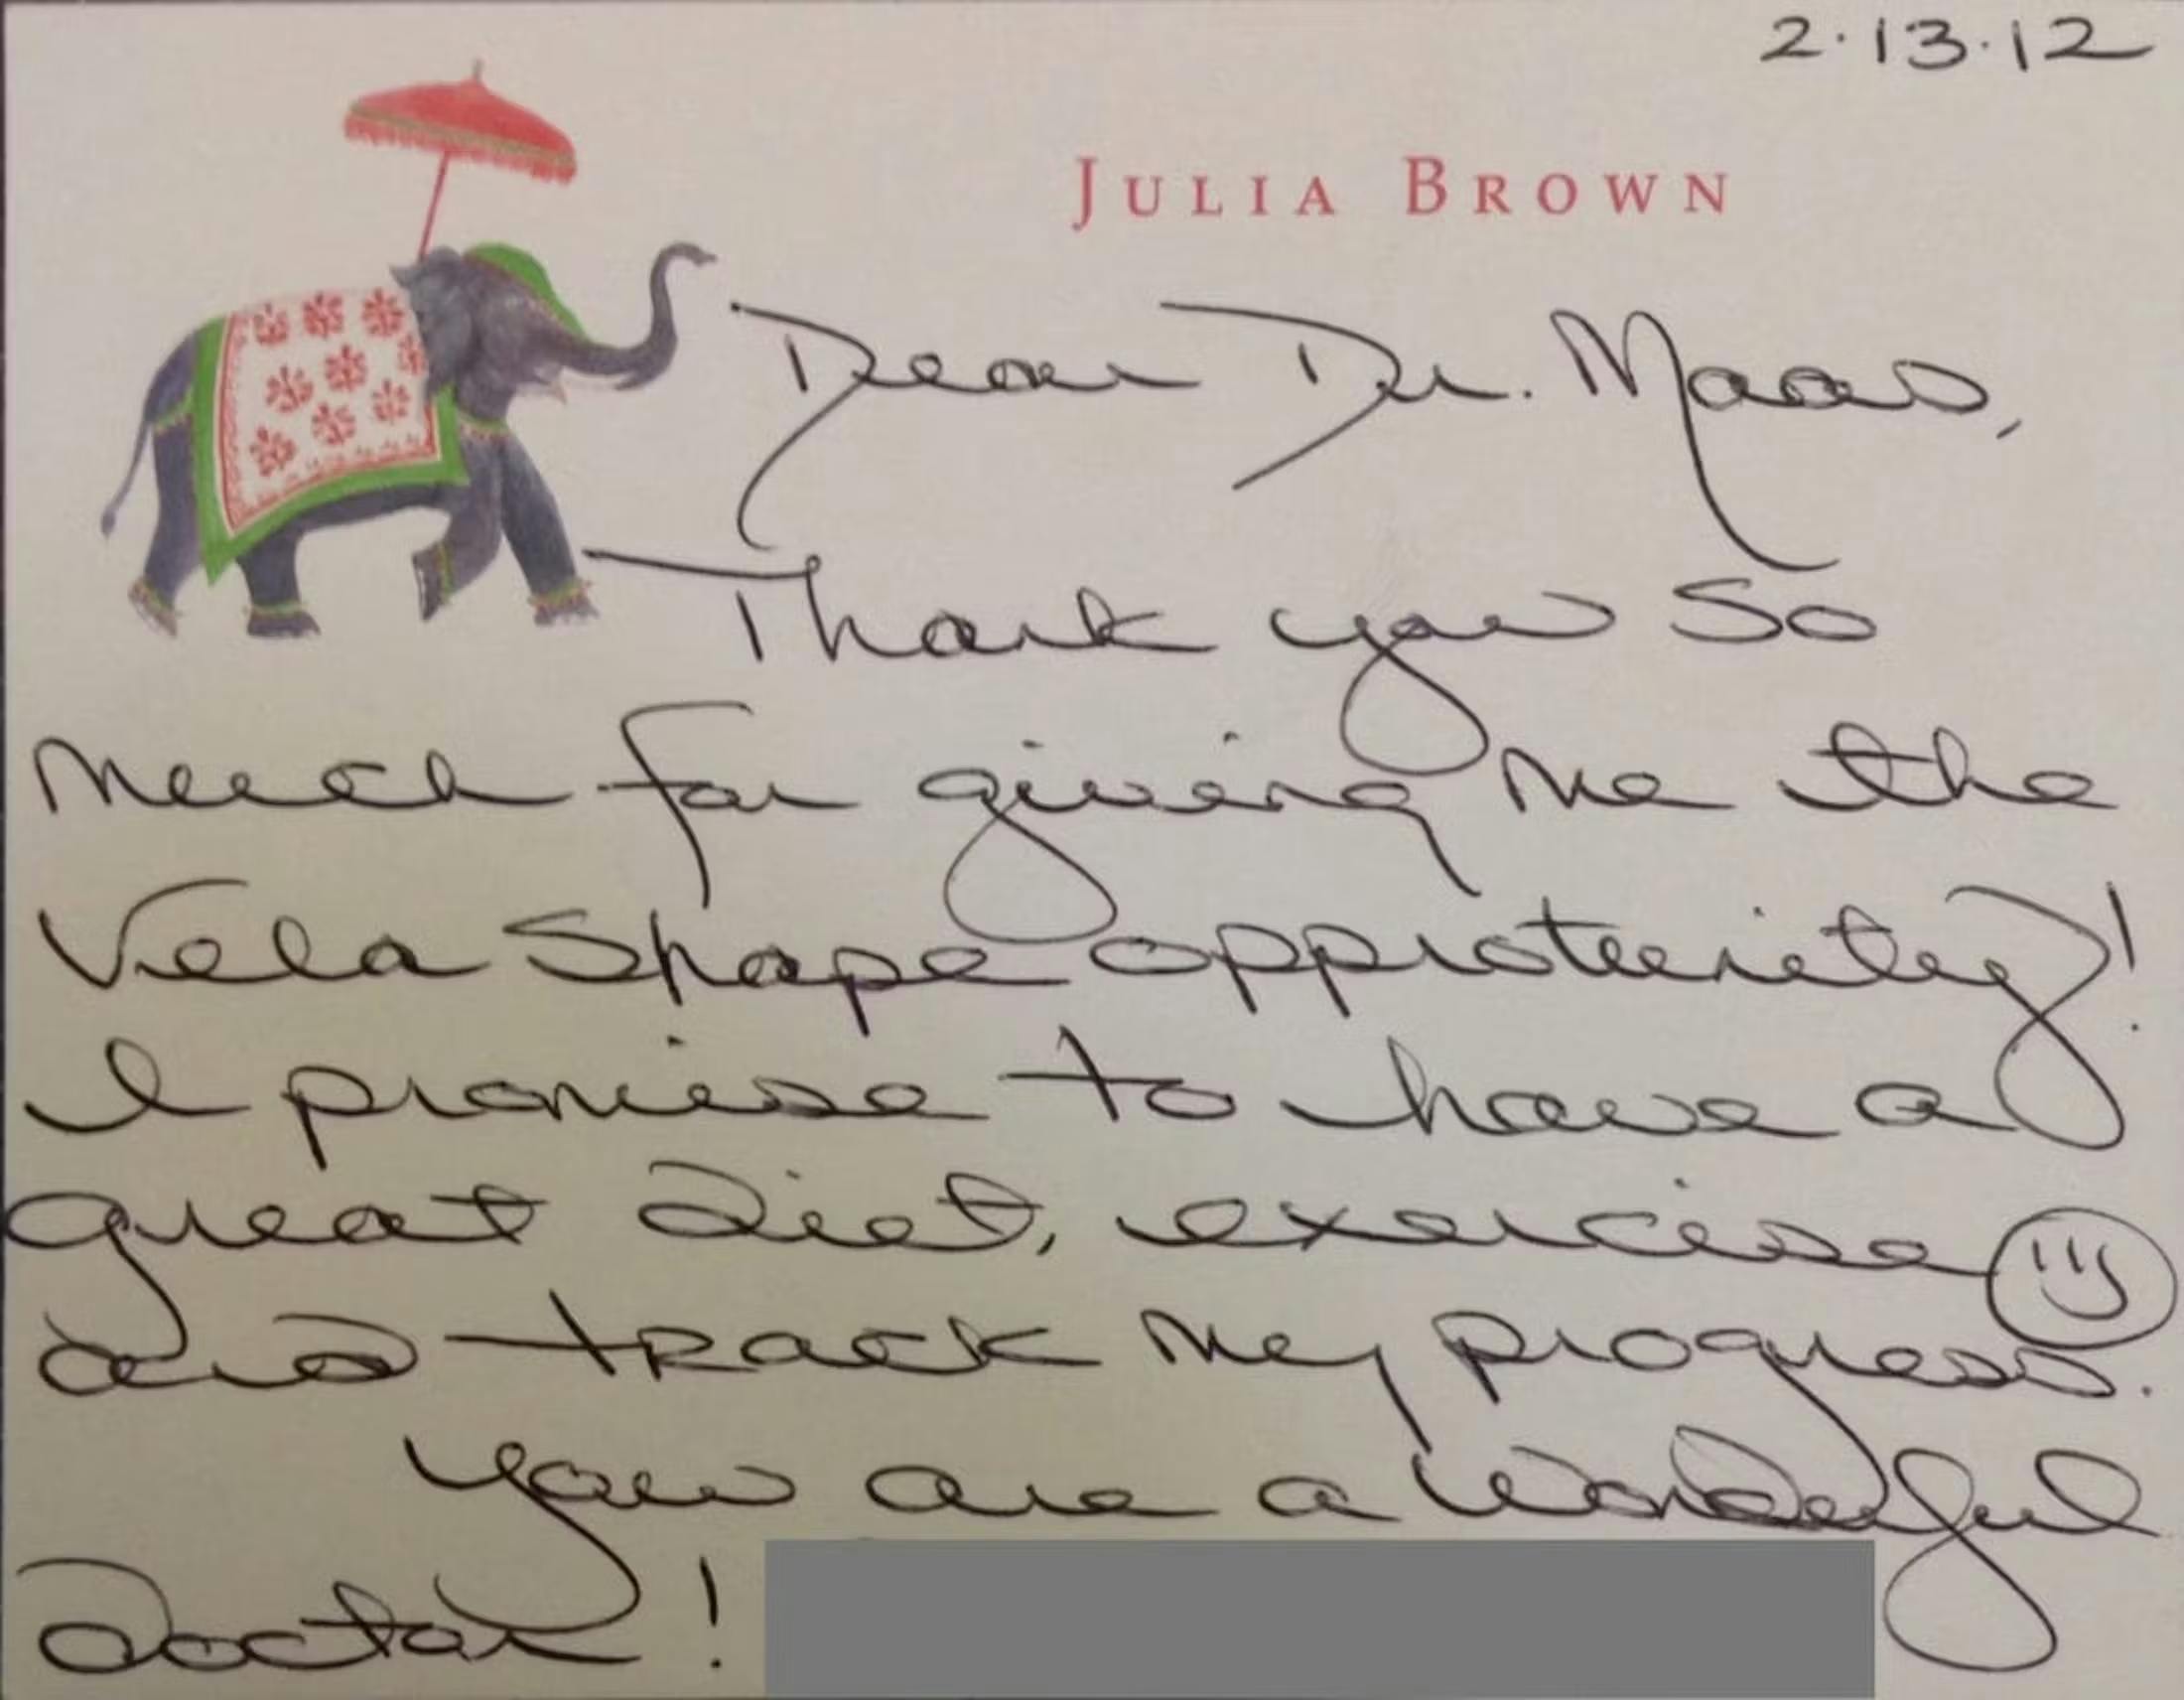 2.13.12
JULIA BROWN
Dear Dr. Maas,
Thank you so
much for giving me the
Vela Shape opprotunity!
I promise to have a
great diet, exercise
and track my progress.
You are a wonderful
doctor!